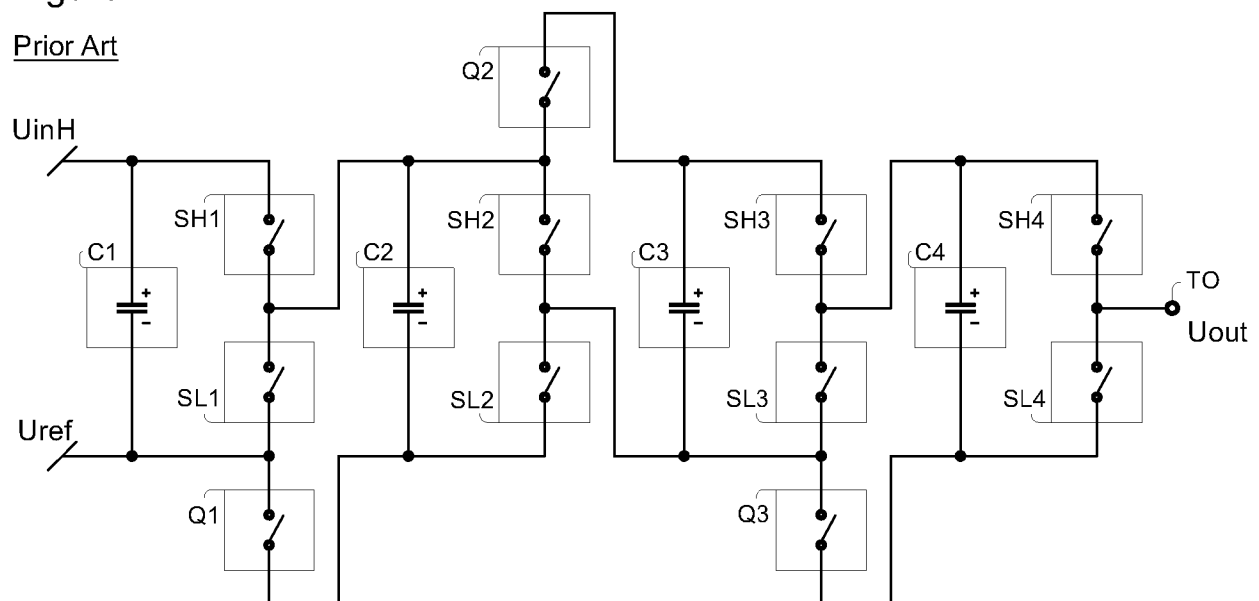 Prior Art
Q2
UinH
SH1
SH2
SH3
SH4
C1
+
−
C2
+
−
C3
+
−
C4
+
−
TO
Uout
SL1
SL2
SL3
SL4
Uref
Q1
Q3